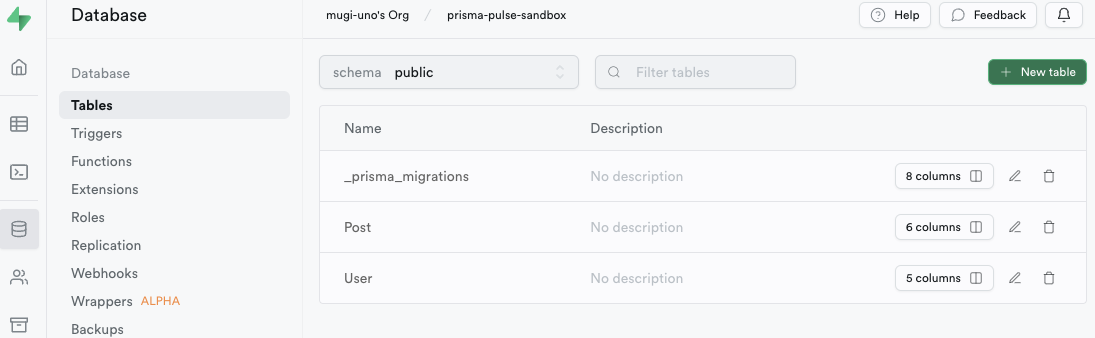 Database
mugi-uno's Org / prisma-pulse-sandbox
Help
Feedback
Database
Tables
Triggers
Functions
Extensions
Roles
Replication
Webhooks
Wrappers ALPHA
Backups
schema public
Filter tables
+ New table
Name Description
_prisma_migrations No description 8 columns
Post No description 6 columns
User No description 5 columns